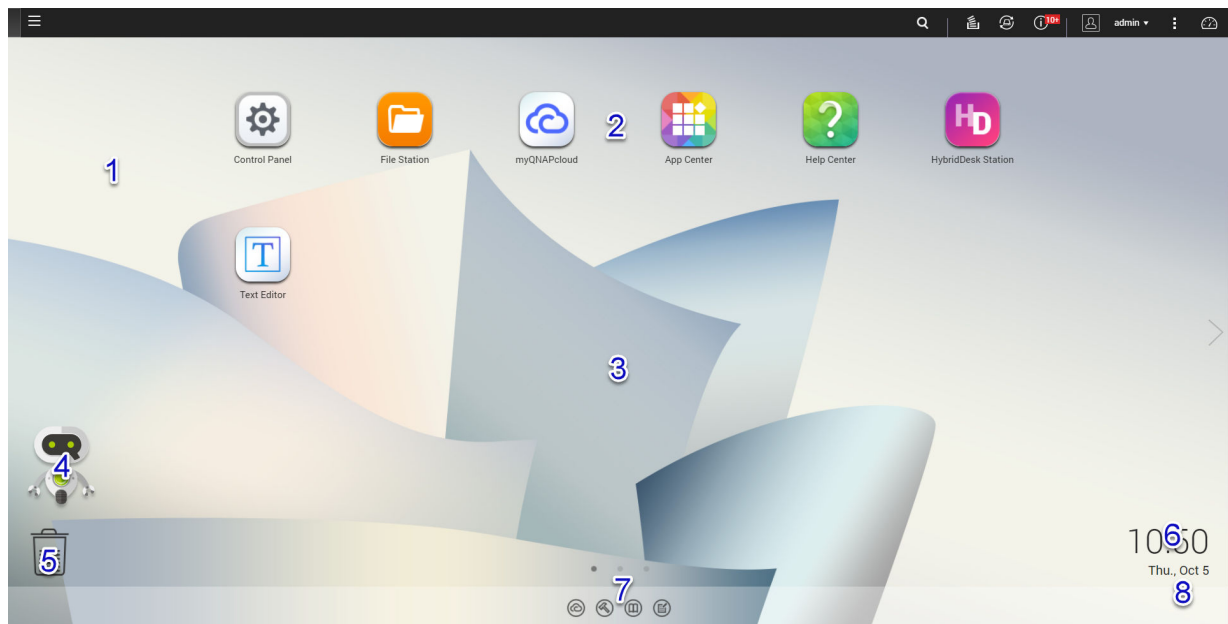 10+
admin
2
HD
Control Panel
File Station
myQNAPcloud
App Center
Help Center
HybridDesk Station
1
T
Text Editor
3
4
5
6
10:50
Thu., Oct 5
7
8